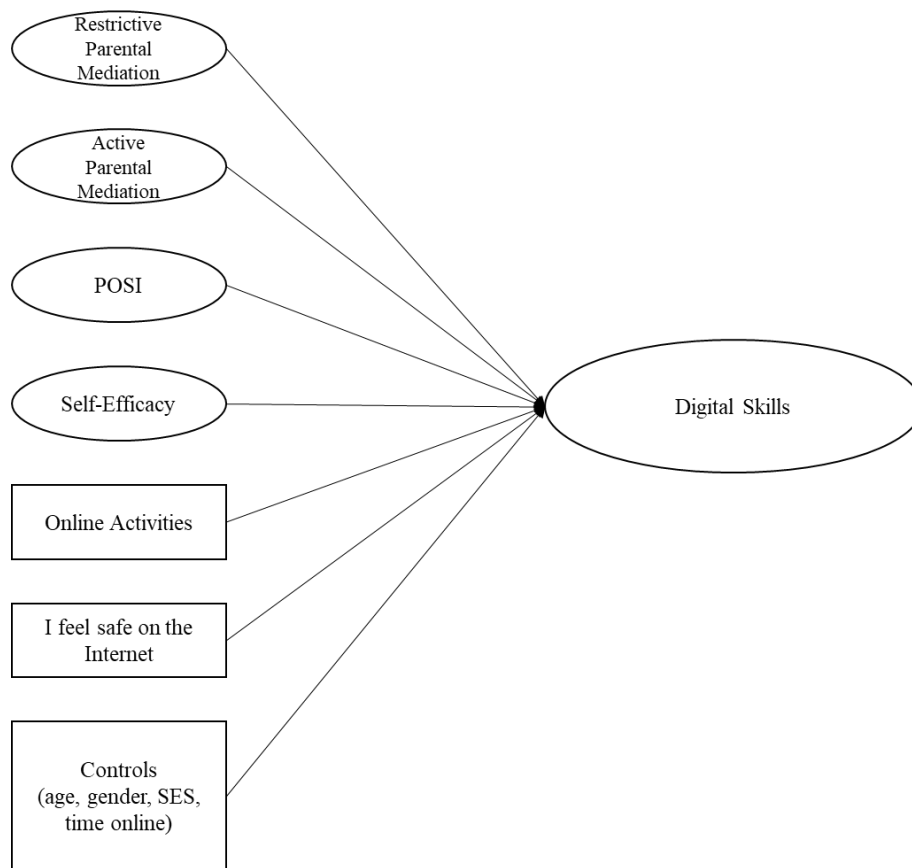 Restrictive
Parental
Mediation
Active
Parental
Mediation
POSI
Self-Efficacy
Digital Skills
Online Activities
I feel safe on the
Internet
Controls
(age, gender, SES,
time online)